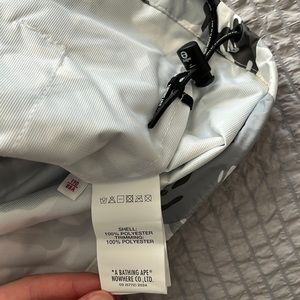 SHELL:
100% POLYESTER
TRIMMING:
100% POLYESTER
"A BATHING APE"
NOWHERE CO.,LTD.